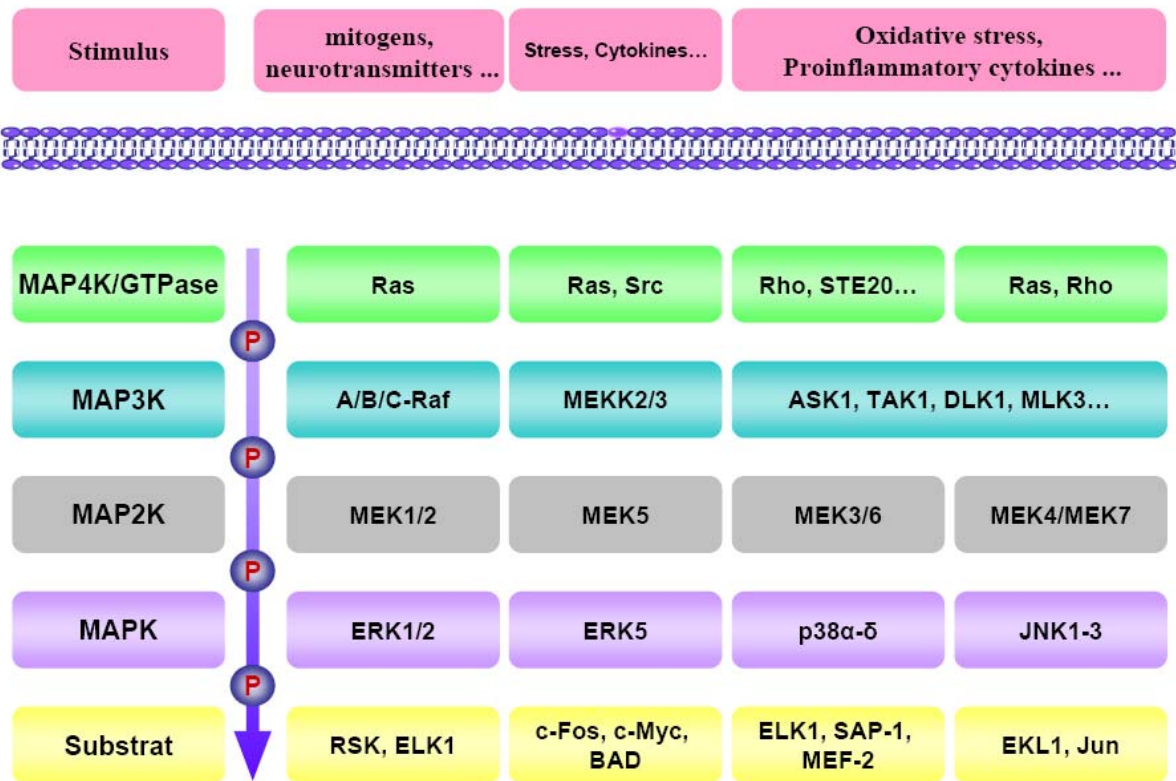 Stimulus
mitogens,
neurotransmitters ...
Stress, Cytokines...
Oxidative stress,
Proinflammatory cytokines ...
MAP4K/GTPase
Ras
Ras, Src
Rho, STE20...
Ras, Rho
P
MAP3K
A/B/C-Raf
MEKK2/3
ASK1, TAK1, DLK1, MLK3...
P
MAP2K
MEK1/2
MEK5
MEK3/6
MEK4/MEK7
P
MAPK
ERK1/2
ERK5
p38α-δ
JNK1-3
P
Substrat
RSK, ELK1
c-Fos, c-Myc,
BAD
ELK1, SAP-1,
MEF-2
EKL1, Jun